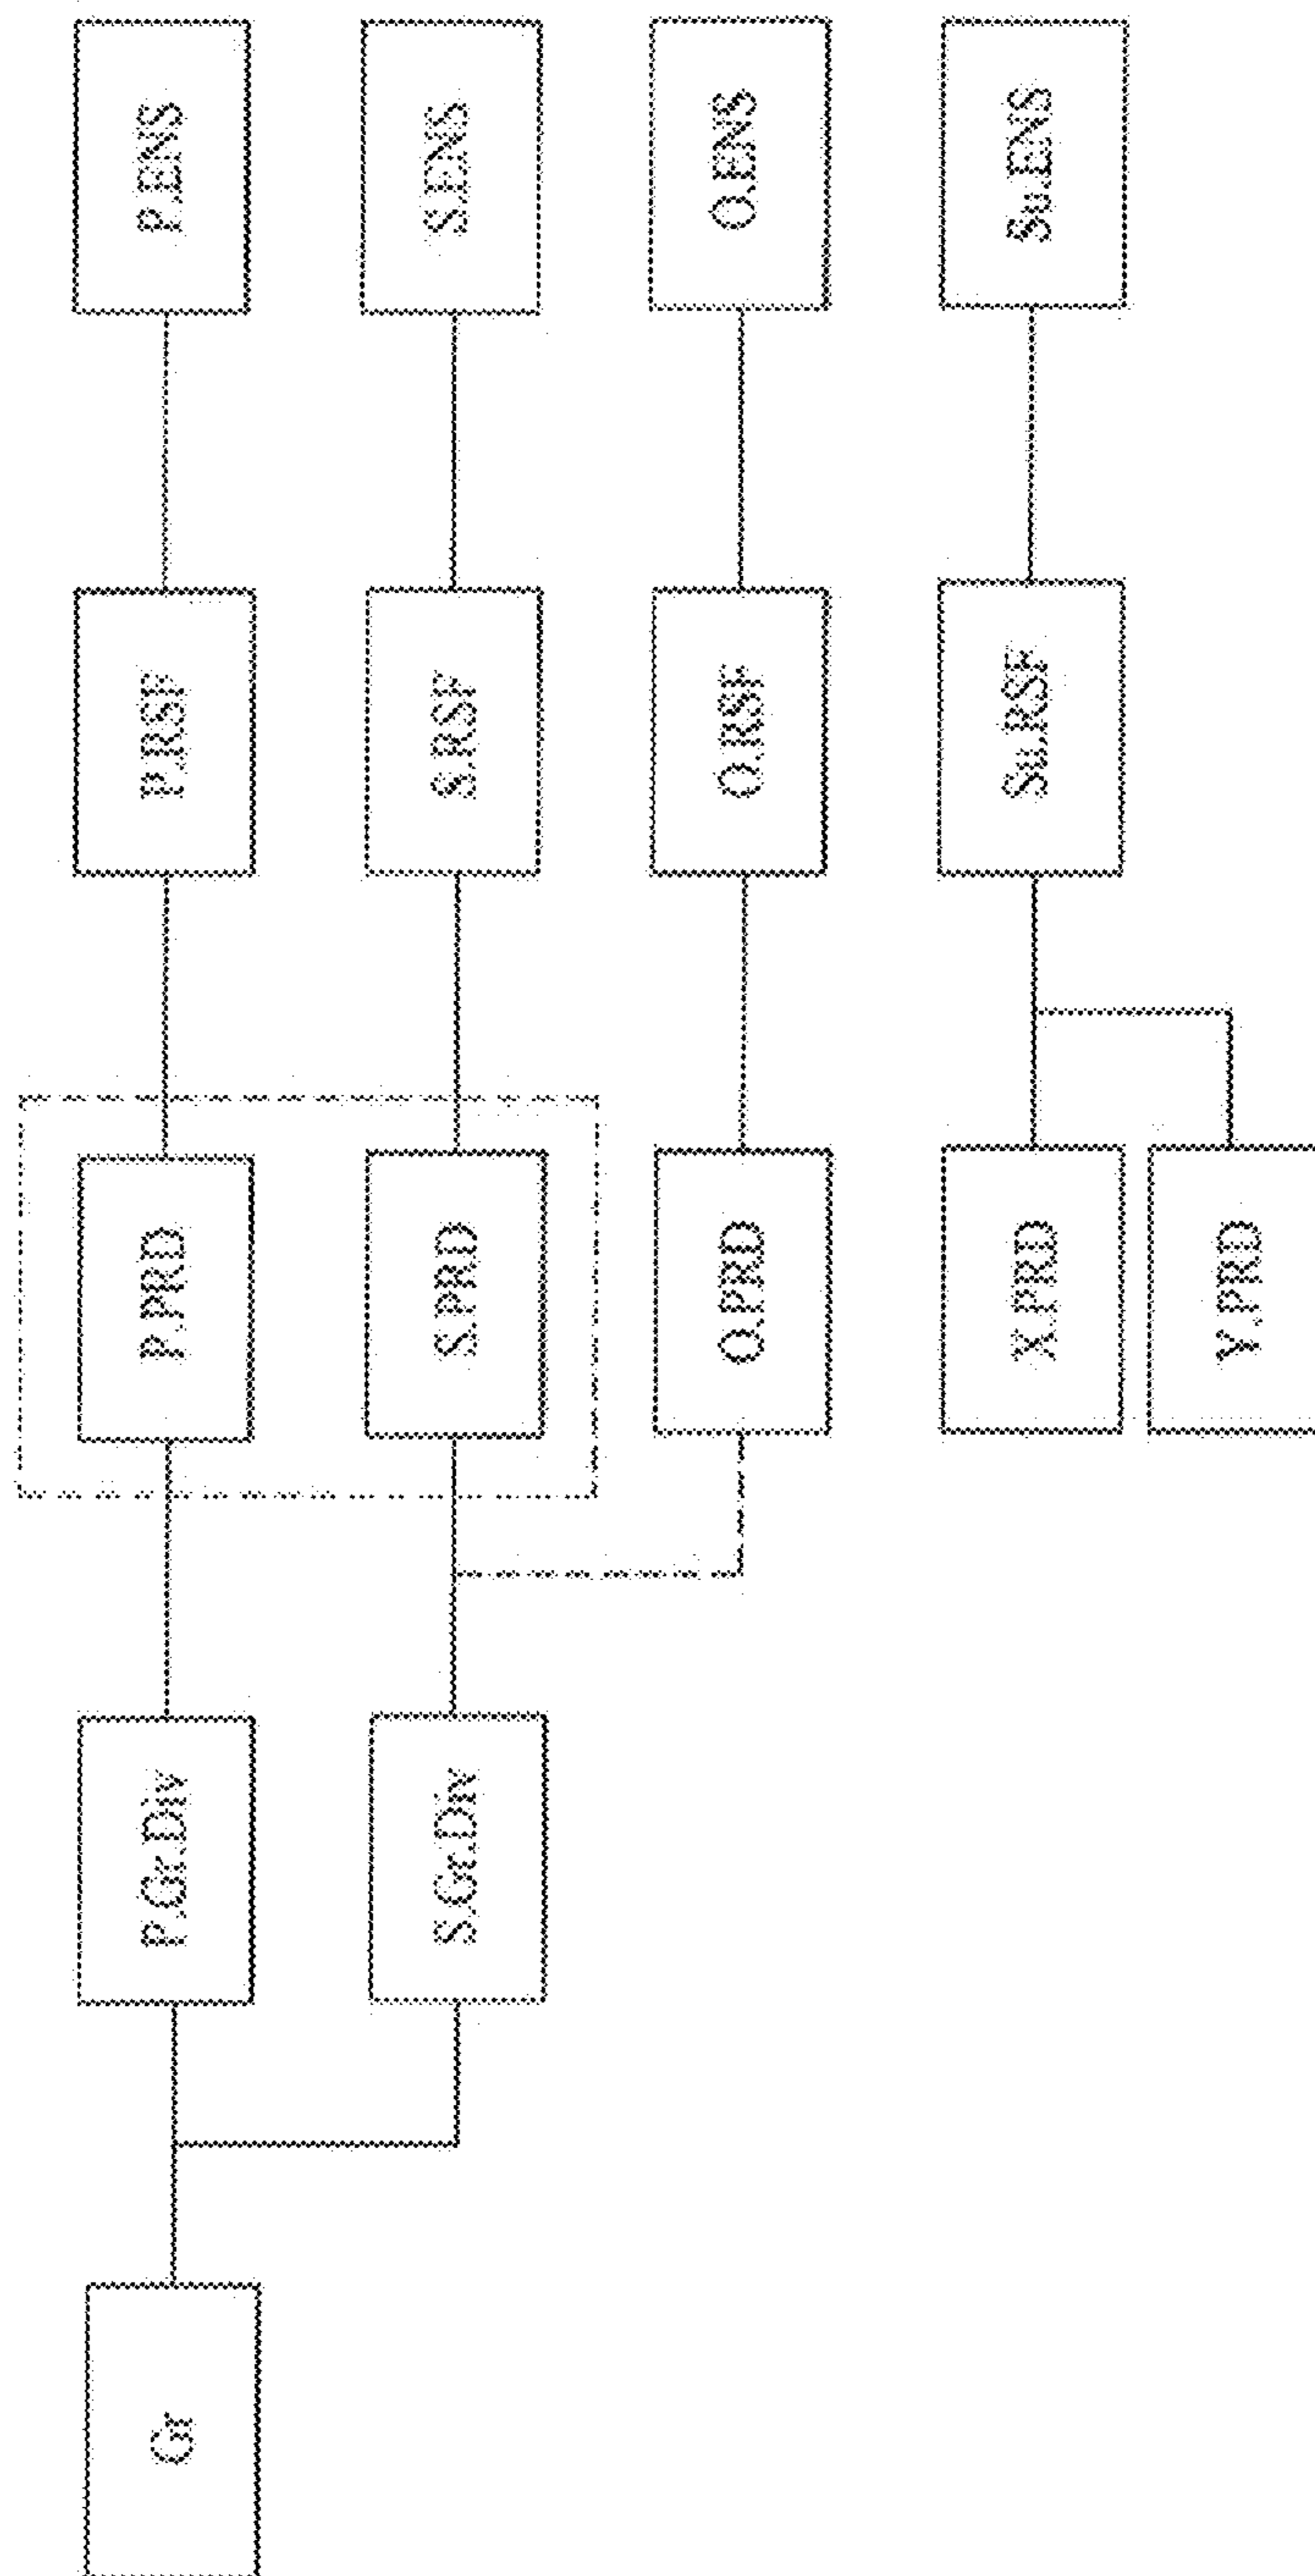 P.ENS
S.ENS
O.ENS
Su.ENS
P.RSF
S.RSF
O.RSF
Su.RSF
P.PRD
S.PRD
O.PRD
X.PRD
Y.PRD
P.Gr.Div
S.Gr.Div
Gr